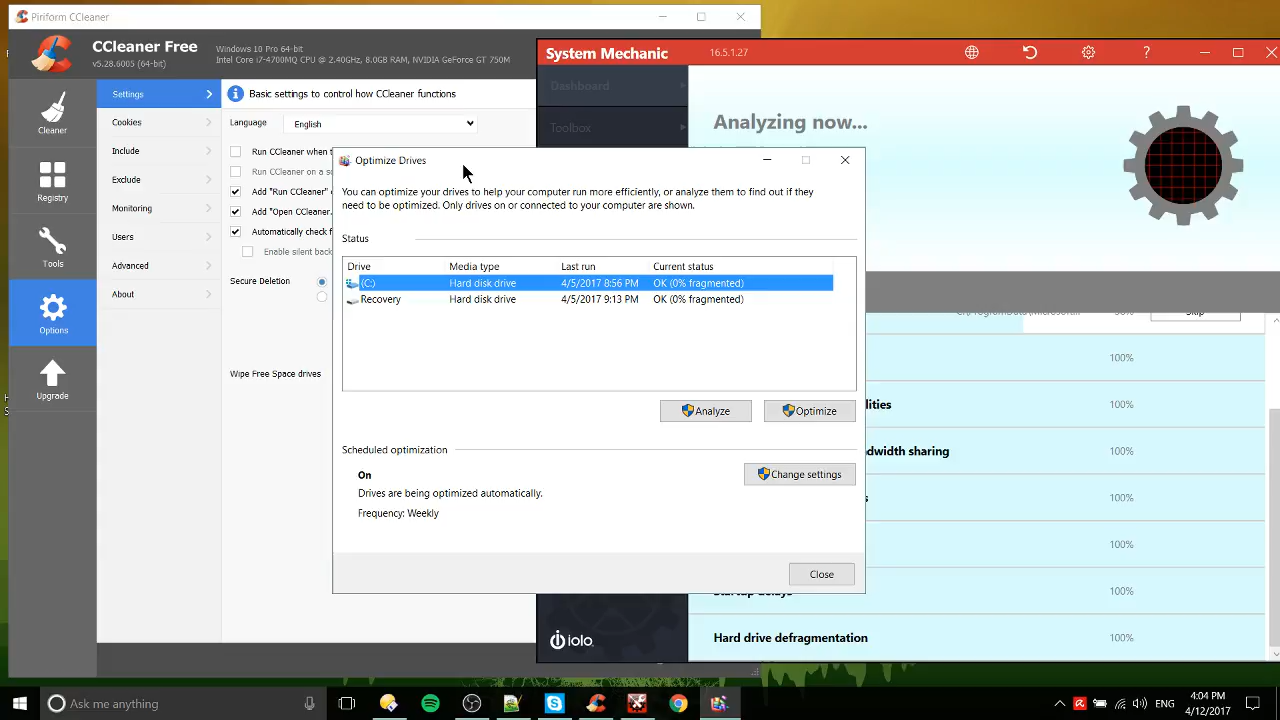 Piriform CCleaner
CCleaner Free
v5.28.6005 (64-bit)
Windows 10 Pro 64-bit
Intel Core i7-4700MQ CPU @ 2.40GHz, 8.0GB RAM, NVIDIA GeForce GT 750M
Cleaner
Registry
Tools
Options
Upgrade
Settings
Cookies
Include
Exclude
Monitoring
Users
Advanced
About
Basic settings to control how CCleaner functions
Language
English
Run CCleaner when t
Run CCleaner on a s
Add "Run CCleaner"
Add "Open CCleaner.
Automatically check f
Enable silent back
Secure Deletion
Wipe Free Space drives
System Mechanic
16.5.1.27
?
Dashboard
Toolbox
Analyzing now...
Optimize Drives
You can optimize your drives to help your computer run more efficiently, or analyze them to find out if they
need to be optimized. Only drives on or connected to your computer are shown.
Status
Drive Media type Last run Current status
(C:) Hard disk drive 4/5/2017 8:56 PM OK (0% fragmented)
Recovery Hard disk drive 4/5/2017 9:13 PM OK (0% fragmented)
Analyze
Optimize
Scheduled optimization
On
Drives are being optimized automatically.
Frequency: Weekly
Change settings
Close
100%
lities 100%
dwidth sharing 100%
100%
100%
100%
Hard drive defragmentation 100%
iolo
Ask me anything
4:04 PM
4/12/2017